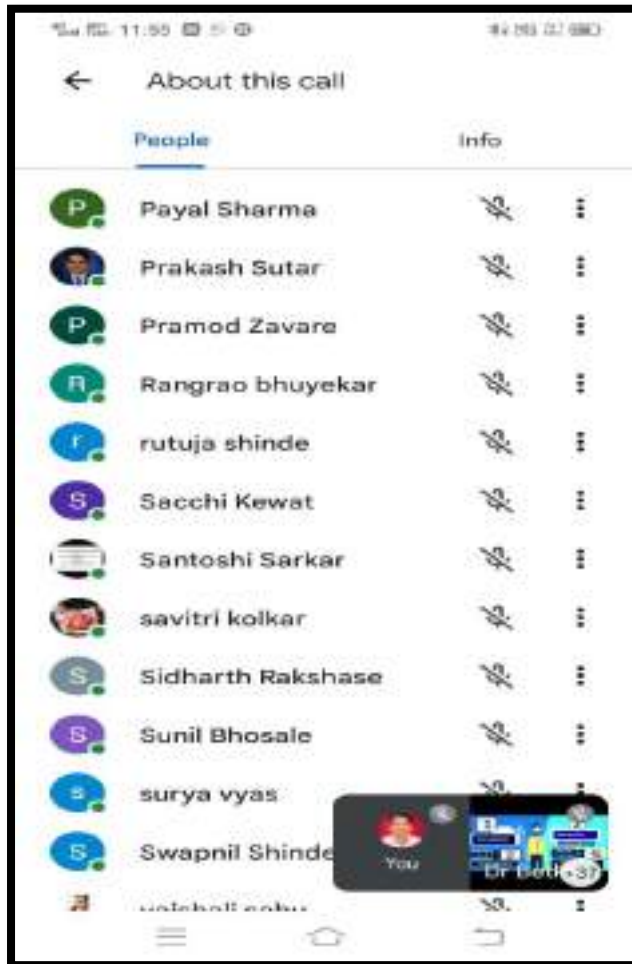 11:55
About this call
People Info
P Payal Sharma
Prakash Sutar
P Pramod Zavare
R Rangrao bhuyekar
r rutuja shinde
S Sacchi Kewat
Santoshi Sarkar
savitri kolkar
S Sidharth Rakshase
S Sunil Bhosale
s surya vyas
S Swapnil Shinde
You Dr +37